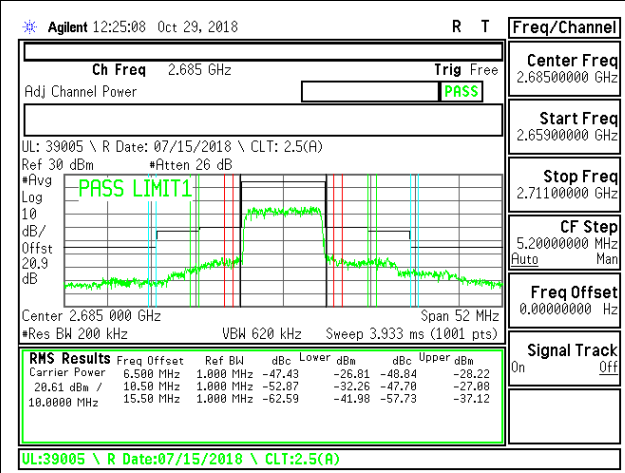 Agilent 12:25:08 Oct 29, 2018 R T
Freq/Channel
Ch Freq 2.685 GHz Trig Free
Adj Channel Power PASS
UL: 39005 \ R Date: 07/15/2018 \ CLT: 2.5(A)
Ref 30 dBm #Atten 26 dB
#Avg
Log
10
dB/
Offst
20.9
dB
PASS LIMIT1
Center 2.685 000 GHz Span 52 MHz
#Res BW 200 kHz VBW 620 kHz Sweep 3.933 ms (1001 pts)
RMS Results Freq Offset Ref BW dBc Lower dBm dBc Upper dBm
Carrier Power 6.500 MHz 1.000 MHz -47.43 -26.81 -48.84 -28.22
20.61 dBm / 10.50 MHz 1.000 MHz -52.87 -32.26 -47.70 -27.08
10.0000 MHz 15.50 MHz 1.000 MHz -62.59 -41.98 -57.73 -37.12
UL:39005 \ R Date:07/15/2018 \ CLT:2.5(A)
Center Freq
2.68500000 GHz
Start Freq
2.65900000 GHz
Stop Freq
2.71100000 GHz
CF Step
5.20000000 MHz
Auto Man
Freq Offset
0.00000000 Hz
Signal Track
On Off